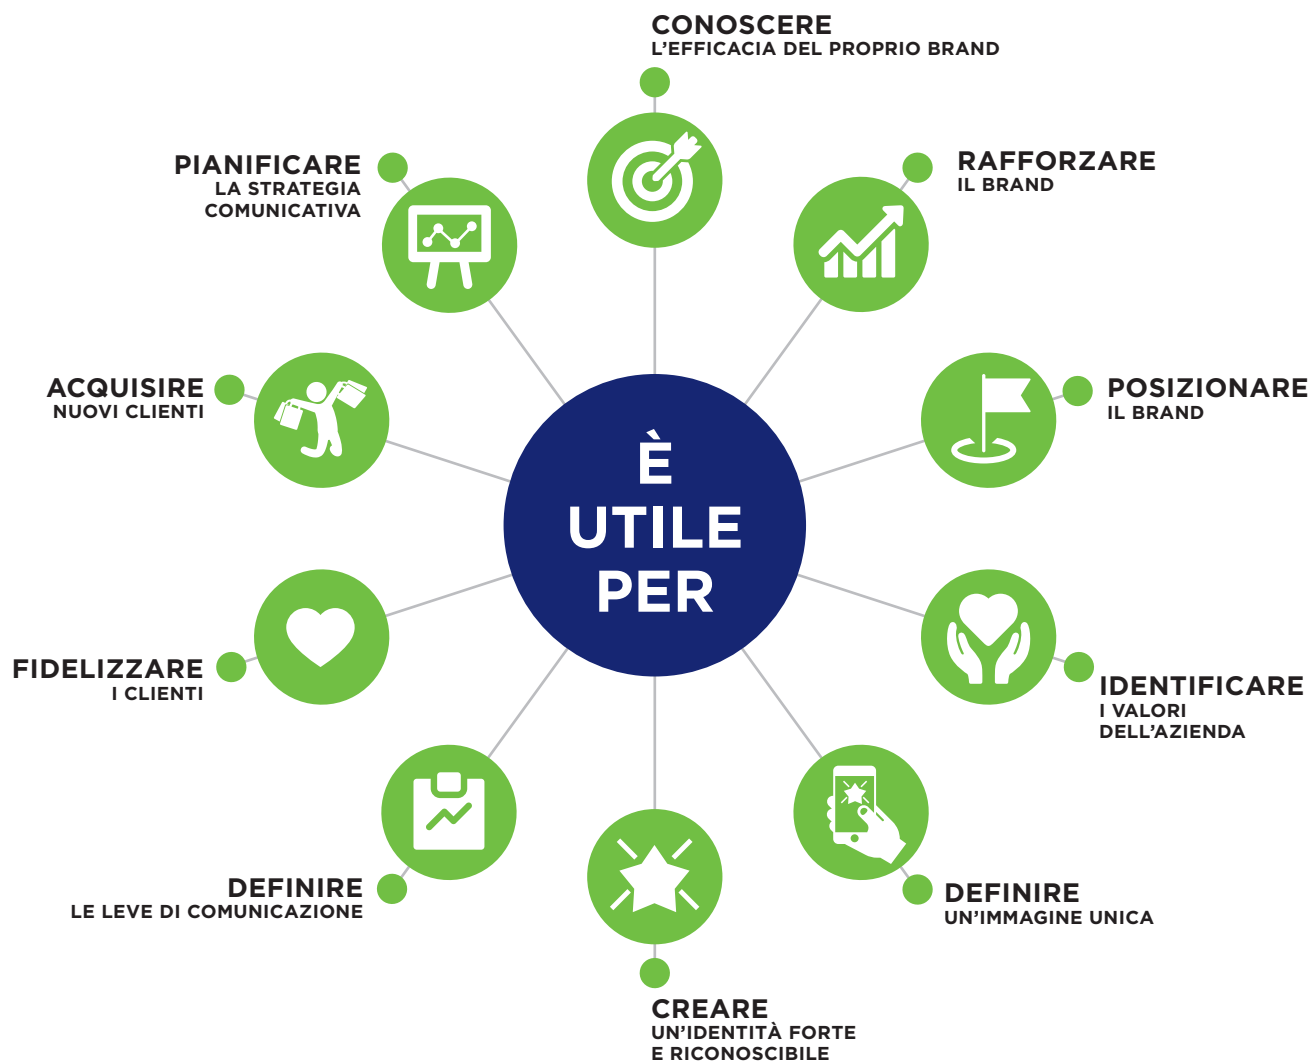 CONOSCERE
L'EFFICACIA DEL PROPRIO BRAND
RAFFORZARE
IL BRAND
POSIZIONARE
IL BRAND
IDENTIFICARE
I VALORI
DELL'AZIENDA
DEFINIRE
UN'IMMAGINE UNICA
CREARE
UN'IDENTITÀ FORTE
E RICONOSCIBILE
DEFINIRE
LE LEVE DI COMUNICAZIONE
FIDELIZZARE
I CLIENTI
ACQUISIRE
NUOVI CLIENTI
PIANIFICARE
LA STRATEGIA
COMUNICATIVA
È
UTILE
PER